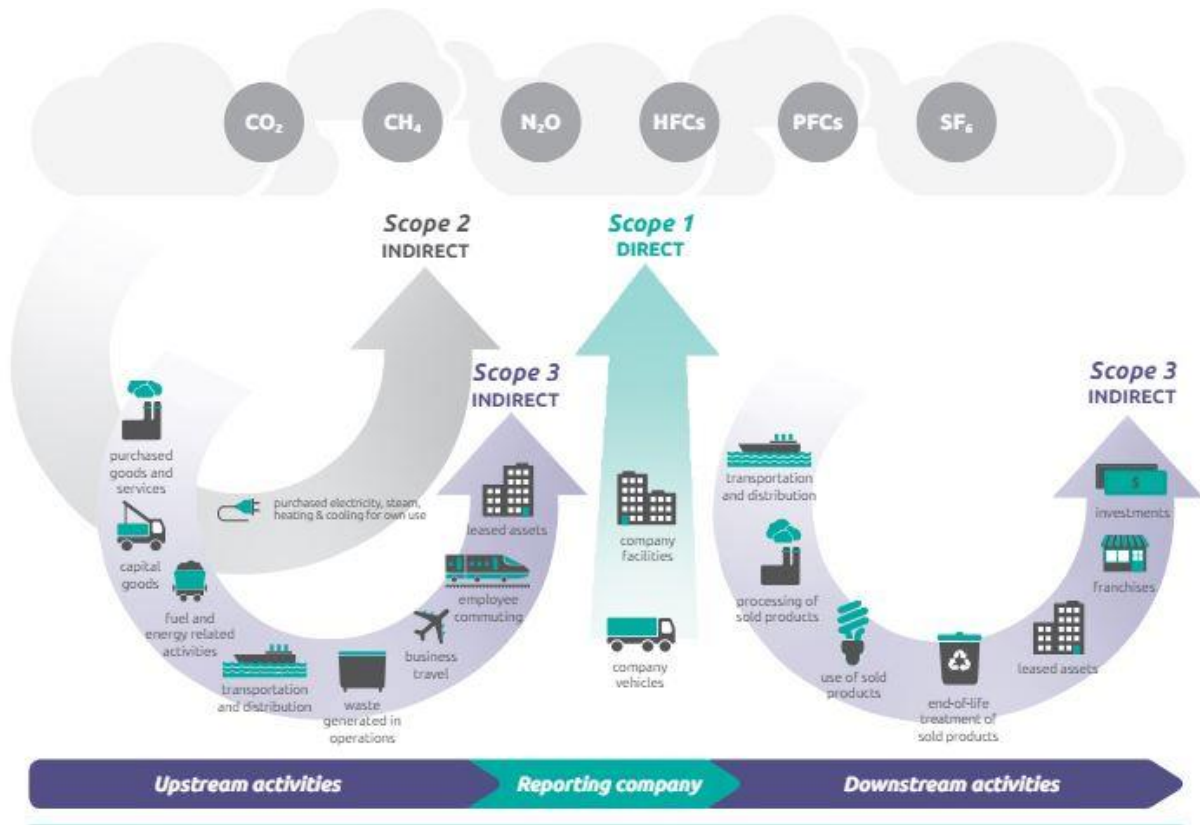 CO₂
CH₄
N₂O
HFCs
PFCs
SF₆
Scope 2
INDIRECT
Scope 1
DIRECT
Scope 3
INDIRECT
Scope 3
INDIRECT
purchased
goods and
services
capital
goods
fuel and
energy related
activities
transportation
and distribution
waste
generated in
operations
business
travel
employee
commuting
leased assets
purchased electricity, steam,
heating & cooling for own use
company
facilities
company
vehicles
transportation
and distribution
processing of
sold products
use of sold
products
end-of-life
treatment of
sold products
leased assets
franchises
$
investments
Upstream activities
Reporting company
Downstream activities